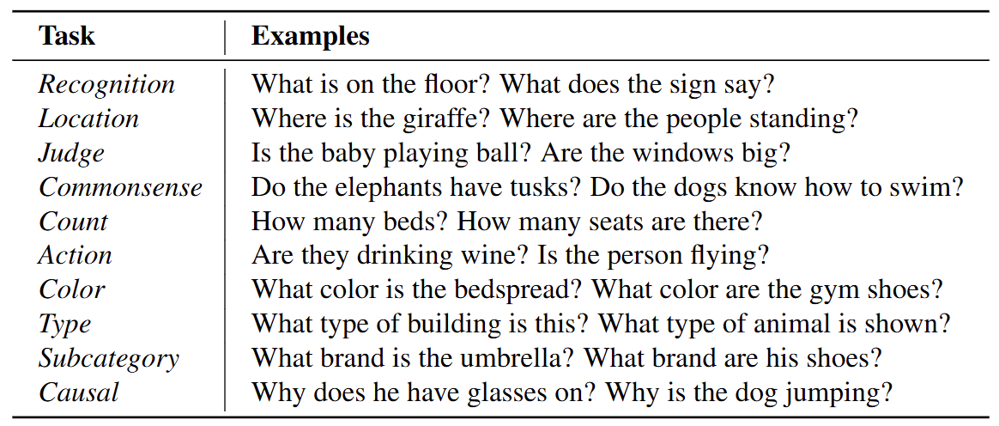 Task Examples
Recognition What is on the floor? What does the sign say?
Location Where is the giraffe? Where are the people standing?
Judge Is the baby playing ball? Are the windows big?
Commonsense Do the elephants have tusks? Do the dogs know how to swim?
Count How many beds? How many seats are there?
Action Are they drinking wine? Is the person flying?
Color What color is the bedspread? What color are the gym shoes?
Type What type of building is this? What type of animal is shown?
Subcategory What brand is the umbrella? What brand are his shoes?
Causal Why does he have glasses on? Why is the dog jumping?